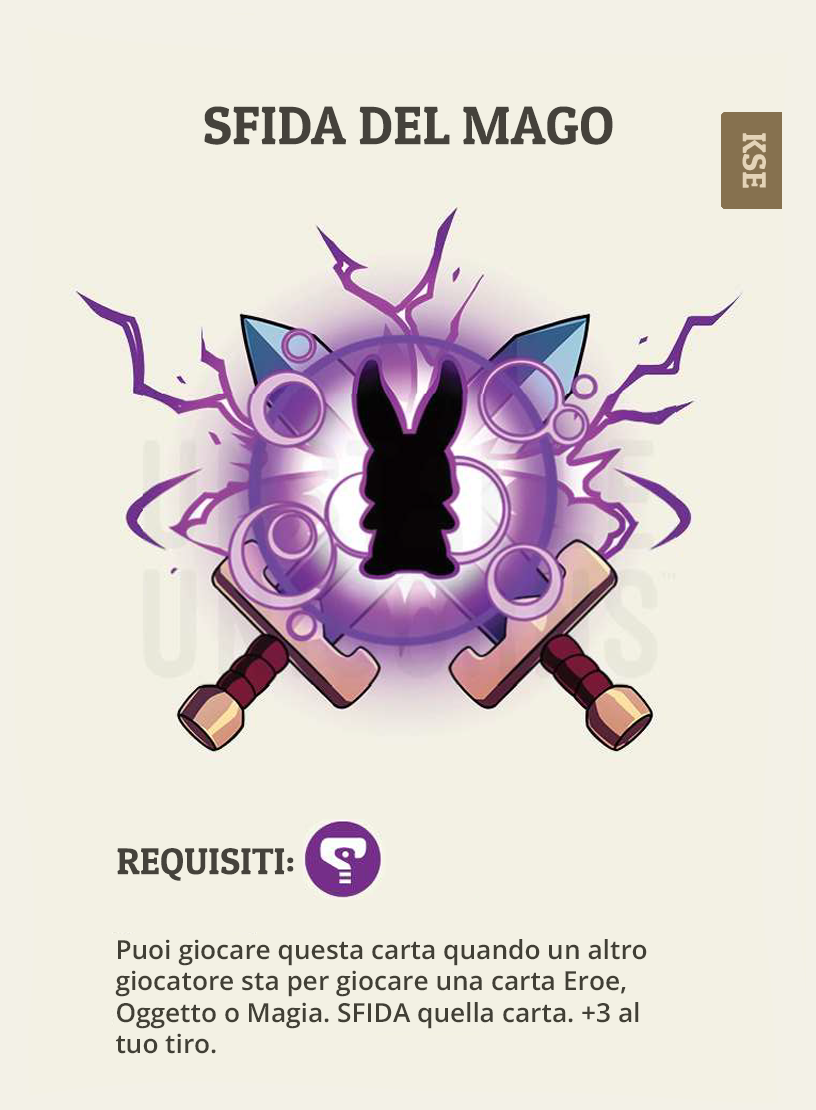 SFIDA DEL MAGO
KSE
REQUISITI:
Puoi giocare questa carta quando un altro
giocatore sta per giocare una carta Eroe,
Oggetto o Magia. SFIDA quella carta. +3 al
tuo tiro.